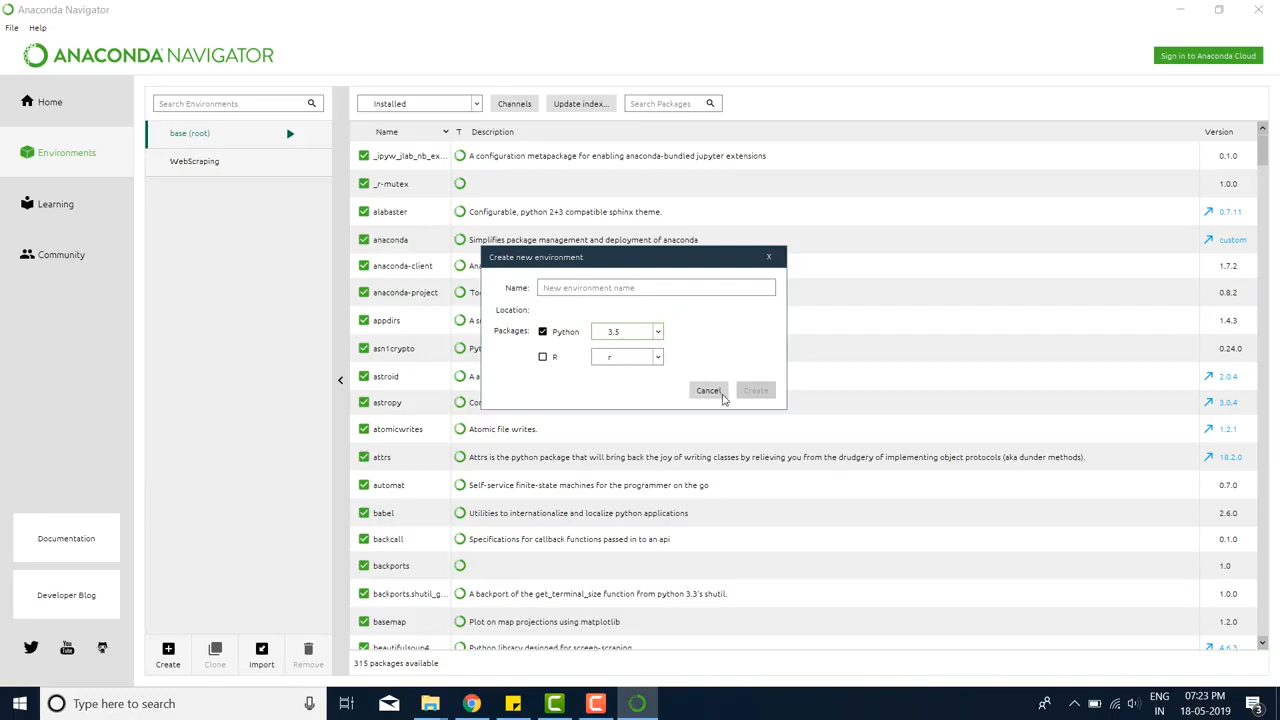 Anaconda Navigator
File Help
ANACONDA NAVIGATOR
Sign in to Anaconda Cloud
Home
Environments
Learning
Community
Documentation
Developer Blog
Search Environments
base (root)
WebScraping
Create Clone Import Remove
Installed Channels Update index... Search Packages
Name T Description Version
_ipyw_jlab_nb_ex... A configuration metapackage for enabling anaconda-bundled jupyter extensions 0.1.0
_r-mutex 1.0.0
alabaster Configurable, python 2+3 compatible sphinx theme. 0.7.11
anaconda Simplifies package management and deployment of anaconda custom
anaconda-client 1.7.2
anaconda-project 0.8.2
appdirs 1.4.3
asn1crypto 0.24.0
astroid 2.0.4
astropy 3.0.4
atomicwrites Atomic file writes. 1.2.1
attrs Attrs is the python package that will bring back the joy of writing classes by relieving you from the drudgery of implementing object protocols (aka dunder methods). 18.2.0
automat Self-service finite-state machines for the programmer on the go 0.7.0
babel Utilities to internationalize and localize python applications 2.6.0
backcall Specifications for callback functions passed in to an api 0.1.0
backports 1.0
backports.shutil_g... A backport of the get_terminal_size function from python 3.3's shutil. 1.0.0
basemap Plot on map projections using matplotlib 1.2.0
beautifulsoup4 Python library designed for screen-scraping 4.6.3
315 packages available
Create new environment X
Name: New environment name
Location:
Packages: Python 3.5
R r
Cancel Create
Type here to search
ENG
IN
07:23 PM
18-05-2019
3